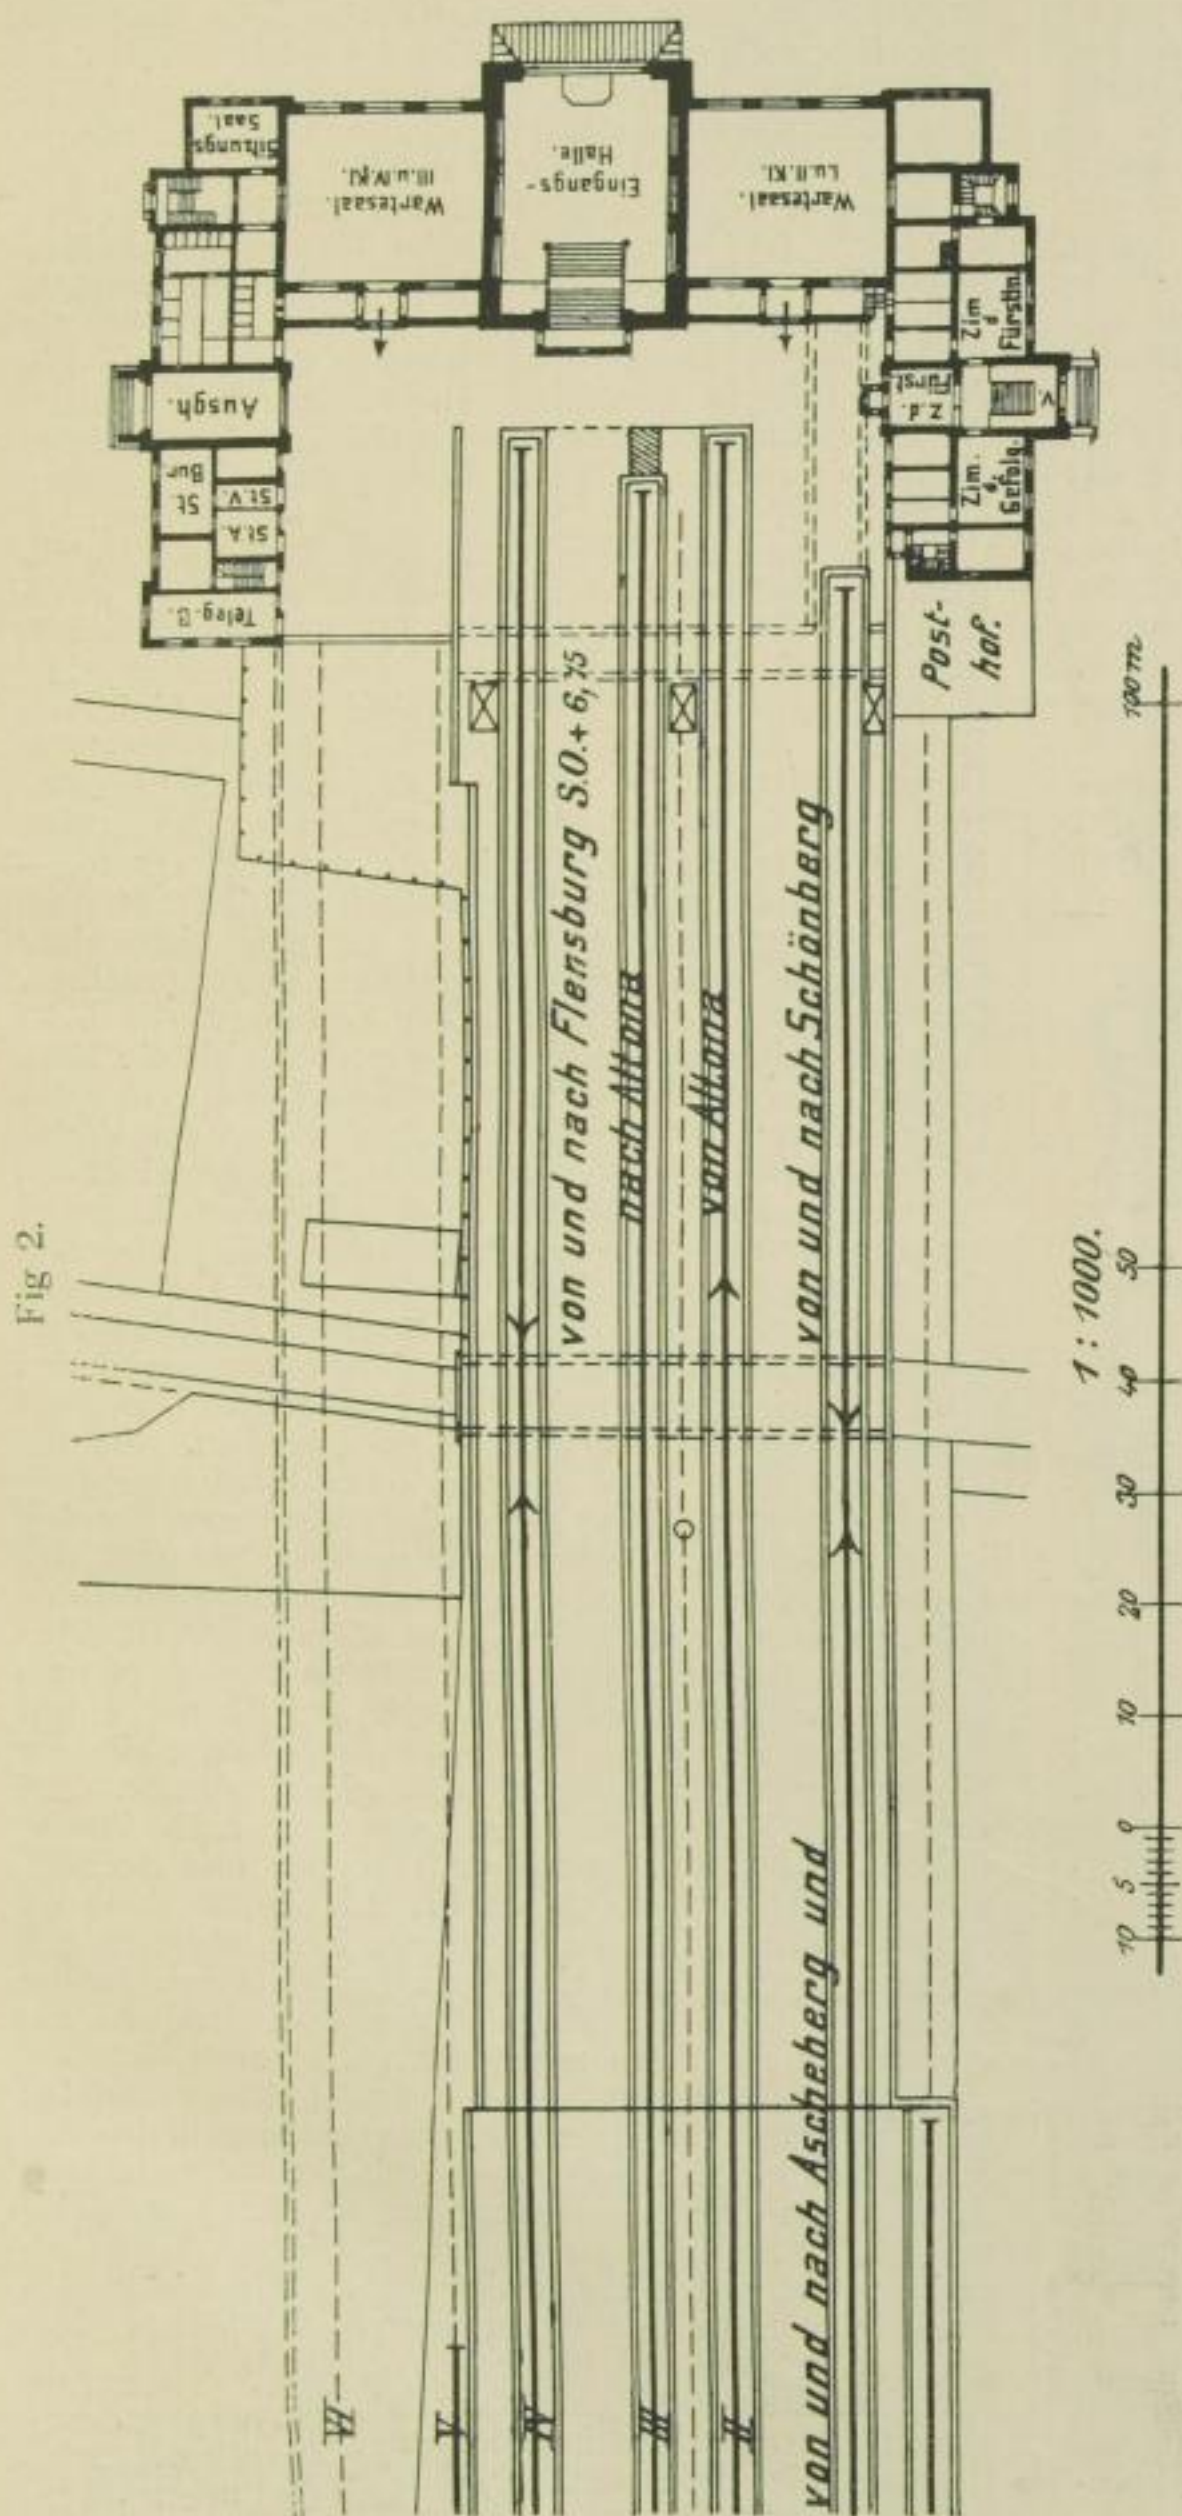 Fig 2.
Sitzungs
Saal.
Wartesaal.
III. u. IV. Kl.
Eingangs-
Halle.
Wartesaal.
I. u. II. Kl.
Zim
d
Fürstin.
Ausgh.
Z. d.
Fürst.
V.
St.
Bur
St. V.
St. A.
Zim.
d.
Gefolg.
Teleg. B.
Post-
hof.
von und nach Flensburg S.O. + 6,75
nach Altona
von Altona
von und nach Ascheberg und
von und nach Schönberg
VI
V
IV
III
II
1 : 1000.
10 5 0 10 20 30 40 50 100 m